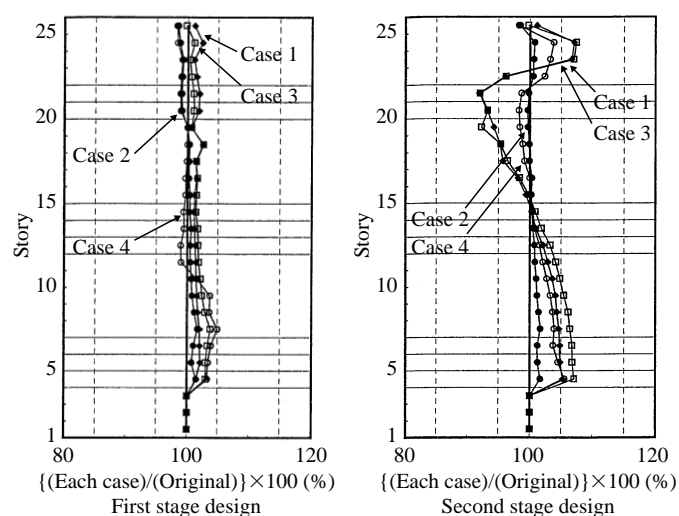 25
Case 1
Case 3
20
Case 2
15
Case 4
10
5
1
Story
80
100
120
{(Each case)/(Original)}×100 (%)
First stage design
25
Case 1
Case 3
20
15
Case 2
Case 4
10
5
1
Story
80
100
120
{(Each case)/(Original)}×100 (%)
Second stage design